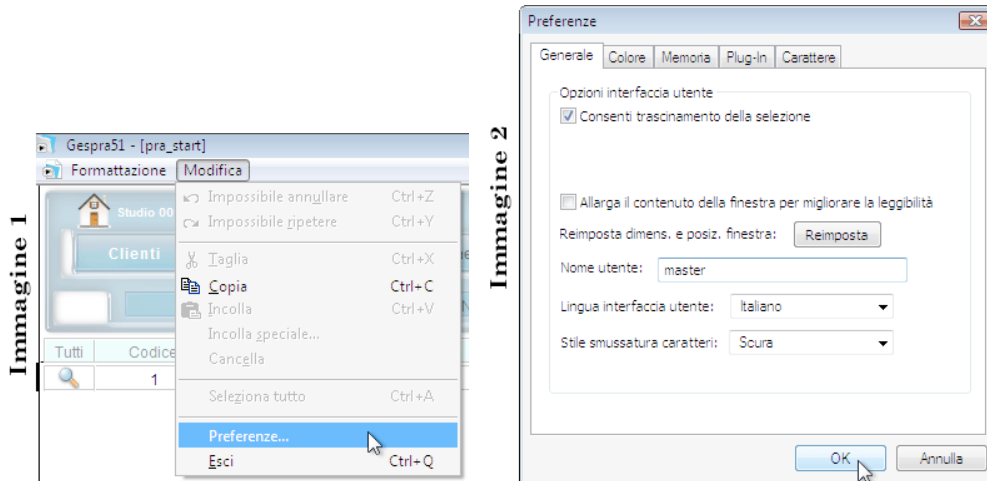 Immagine 1
Gespra51 - [pra_start]
Formattazione Modifica
Studio 00
Clienti
Impossibile annullare Ctrl+Z
Impossibile ripetere Ctrl+Y
Taglia Ctrl+X
Copia Ctrl+C
Incolla Ctrl+V
Incolla speciale...
Cancella
Seleziona tutto Ctrl+A
Preferenze...
Esci Ctrl+Q
Tutti Codice
1
Immagine 2
Preferenze
Generale Colore Memoria Plug-In Carattere
Opzioni interfaccia utente
Consenti trascinamento della selezione
Allarga il contenuto della finestra per migliorare la leggibilità
Reimposta dimens. e posiz. finestra: Reimposta
Nome utente: master
Lingua interfaccia utente: Italiano
Stile smussatura caratteri: Scura
OK Annulla